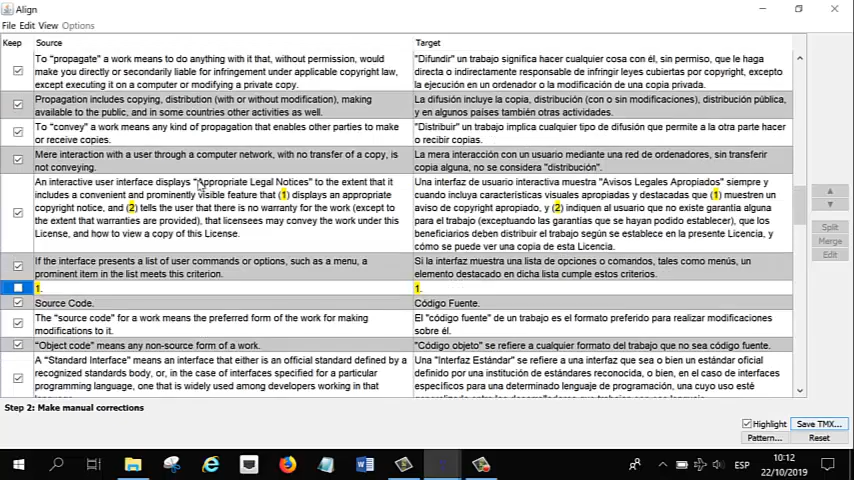 Align
File Edit View Options
Keep Source Target
To “propagate” a work means to do anything with it that, without permission, would
make you directly or secondarily liable for infringement under applicable copyright law,
except executing it on a computer or modifying a private copy.
"Difundir" un trabajo significa hacer cualquier cosa con él, sin permiso, que le haga
directa o indirectamente responsable de infringir leyes cubiertas por copyright, excepto
la ejecución en un ordenador o la modificación de una copia privada.
Propagation includes copying, distribution (with or without modification), making
available to the public, and in some countries other activities as well.
La difusión incluye la copia, distribución (con o sin modificaciones), distribución pública,
y en algunos países también otras actividades.
To “convey” a work means any kind of propagation that enables other parties to make
or receive copies.
"Distribuir" un trabajo implica cualquier tipo de difusión que permite a la otra parte hacer
o recibir copias.
Mere interaction with a user through a computer network, with no transfer of a copy, is
not conveying.
La mera interacción con un usuario mediante una red de ordenadores, sin transferir
copia alguna, no se considera "distribución".
An interactive user interface displays “Appropriate Legal Notices” to the extent that it
includes a convenient and prominently visible feature that (1) displays an appropriate
copyright notice, and (2) tells the user that there is no warranty for the work (except to
the extent that warranties are provided), that licensees may convey the work under this
License, and how to view a copy of this License.
Una interfaz de usuario interactiva muestra "Avisos Legales Apropiados" siempre y
cuando incluya características visuales apropiadas y destacadas que (1) muestren un
aviso de copyright apropiado, y (2) indiquen al usuario que no existe garantía alguna
para el trabajo (exceptuando las garantías que se hayan podido establecer), que los
beneficiarios deben distribuir el trabajo según se establece en la presente Licencia, y
cómo se puede ver una copia de esta Licencia.
If the interface presents a list of user commands or options, such as a menu, a
prominent item in the list meets this criterion.
Si la interfaz muestra una lista de opciones o comandos, tales como menús, un
elemento destacado en dicha lista cumple estos criterios.
1. 1.
Source Code. Código Fuente.
The “source code” for a work means the preferred form of the work for making
modifications to it.
El "código fuente" de un trabajo es el formato preferido para realizar modificaciones
sobre él.
“Object code” means any non-source form of a work. "Código objeto" se refiere a cualquier formato del trabajo que no sea código fuente.
A “Standard Interface” means an interface that either is an official standard defined by a
recognized standards body, or, in the case of interfaces specified for a particular
programming language, one that is widely used among developers working in that
Una "Interfaz Estándar" se refiere a una interfaz que sea o bien un estándar oficial
definido por una institución de estándares reconocida, o bien, en el caso de interfaces
específicos para un determinado lenguaje de programación, una cuyo uso esté
Split
Merge
Edit
Step 2: Make manual corrections
Highlight Save TMX...
Pattern... Reset
ESP
10:12
22/10/2019